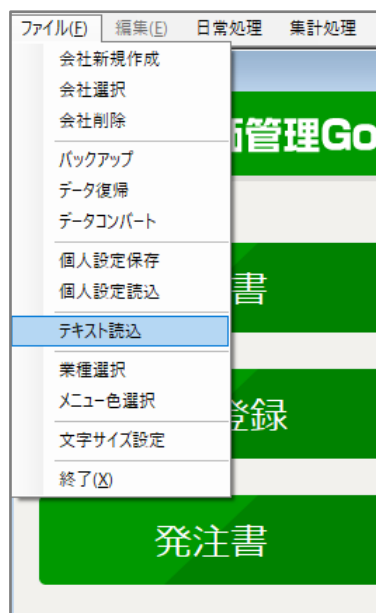 ファイル(F) 編集(E) 日常処理 集計処理
会社新規作成
会社選択
会社削除
バックアップ
データ復帰
データコンバート
個人設定保存
個人設定読込
テキスト読込
業種選択
メニュー色選択
文字サイズ設定
終了(X)
管理Go
書
登録
発注書